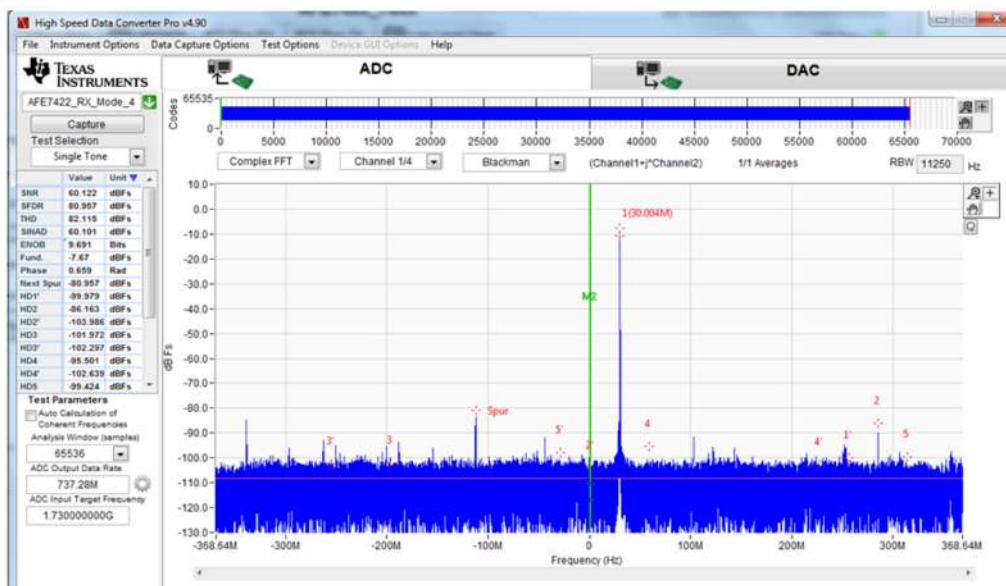 High Speed Data Converter Pro v4.90
File Instrument Options Data Capture Options Test Options Device GUI Options Help
TEXAS INSTRUMENTS
ADC
DAC
AFE7422_RX_Mode_4
Capture
Test Selection
Single Tone
Codes
65535
0
0 5000 10000 15000 20000 25000 30000 35000 40000 45000 50000 55000 60000 65000 70000
Complex FFT Channel 1/4 Blackman (Channel1+j*Channel2) 1/1 Averages RBW 11250 Hz
Value Unit
SNR 60.122 dBFs
SFDR 80.957 dBFs
THD 82.115 dBFs
SINAD 60.101 dBFs
ENOB 9.691 Bits
Fund. -7.67 dBFs
Phase 0.659 Rad
Next Spur -80.957 dBFs
HD1' -99.979 dBFs
HD2 -86.163 dBFs
HD2' -103.986 dBFs
HD3 -101.972 dBFs
HD3' -102.297 dBFs
HD4 -95.501 dBFs
HD4' -102.639 dBFs
HD5 -99.424 dBFs
Test Parameters
Auto Calculation of
Coherent Frequencies
Analysis Window (samples)
65536
ADC Output Data Rate
737.28M
ADC Input Target Frequency
1.730000000G
dBFs
10.0
0.0
-10.0
-20.0
-30.0
-40.0
-50.0
-60.0
-70.0
-80.0
-90.0
-100.0
-110.0
-120.0
-130.0
1(30.004M)
M2
Spur
2
3' 3 5' 2' 4 4' 1' 5
-368.64M -300M -200M -100M 0 100M 200M 300M 368.64M
Frequency (Hz)